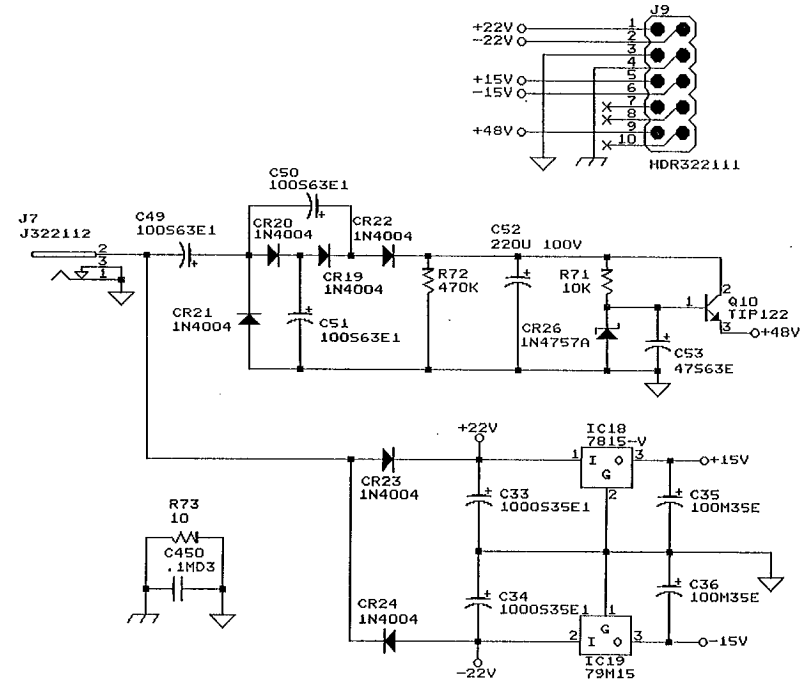 J9
+22V 1
-22V 2
3
4
+15V 5
-15V 6
7
8
+48V 9
10
HDR322111
J7
J322112
2
3
1
C49
100S63E1
C50
100S63E1
CR20
1N4004
CR22
1N4004
CR19
1N4004
CR21
1N4004
C51
100S63E1
R72
470K
C52
220U 100V
R71
10K
CR26
1N4757A
C53
47S63E
1
2
3
Q10
TIP122
+48V
+22V
IC18
7815-V
1 I O 3
G
2
+15V
CR23
1N4004
C33
1000S35E1
C35
100M35E
R73
10
C450
.1MD3
CR24
1N4004
C34
1000S35E1
C36
100M35E
1 1
G
2 I O 3
-15V
IC19
79M15
-22V